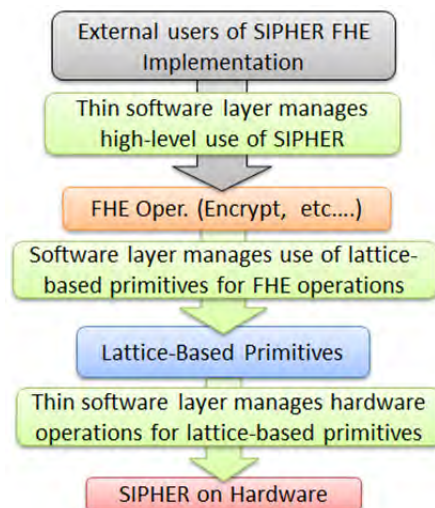 External users of SIPHER FHE
Implementation
Thin software layer manages
high-level use of SIPHER
FHE Oper. (Encrypt, etc....)
Software layer manages use of lattice-
based primitives for FHE operations
Lattice-Based Primitives
Thin software layer manages hardware
operations for lattice-based primitives
SIPHER on Hardware